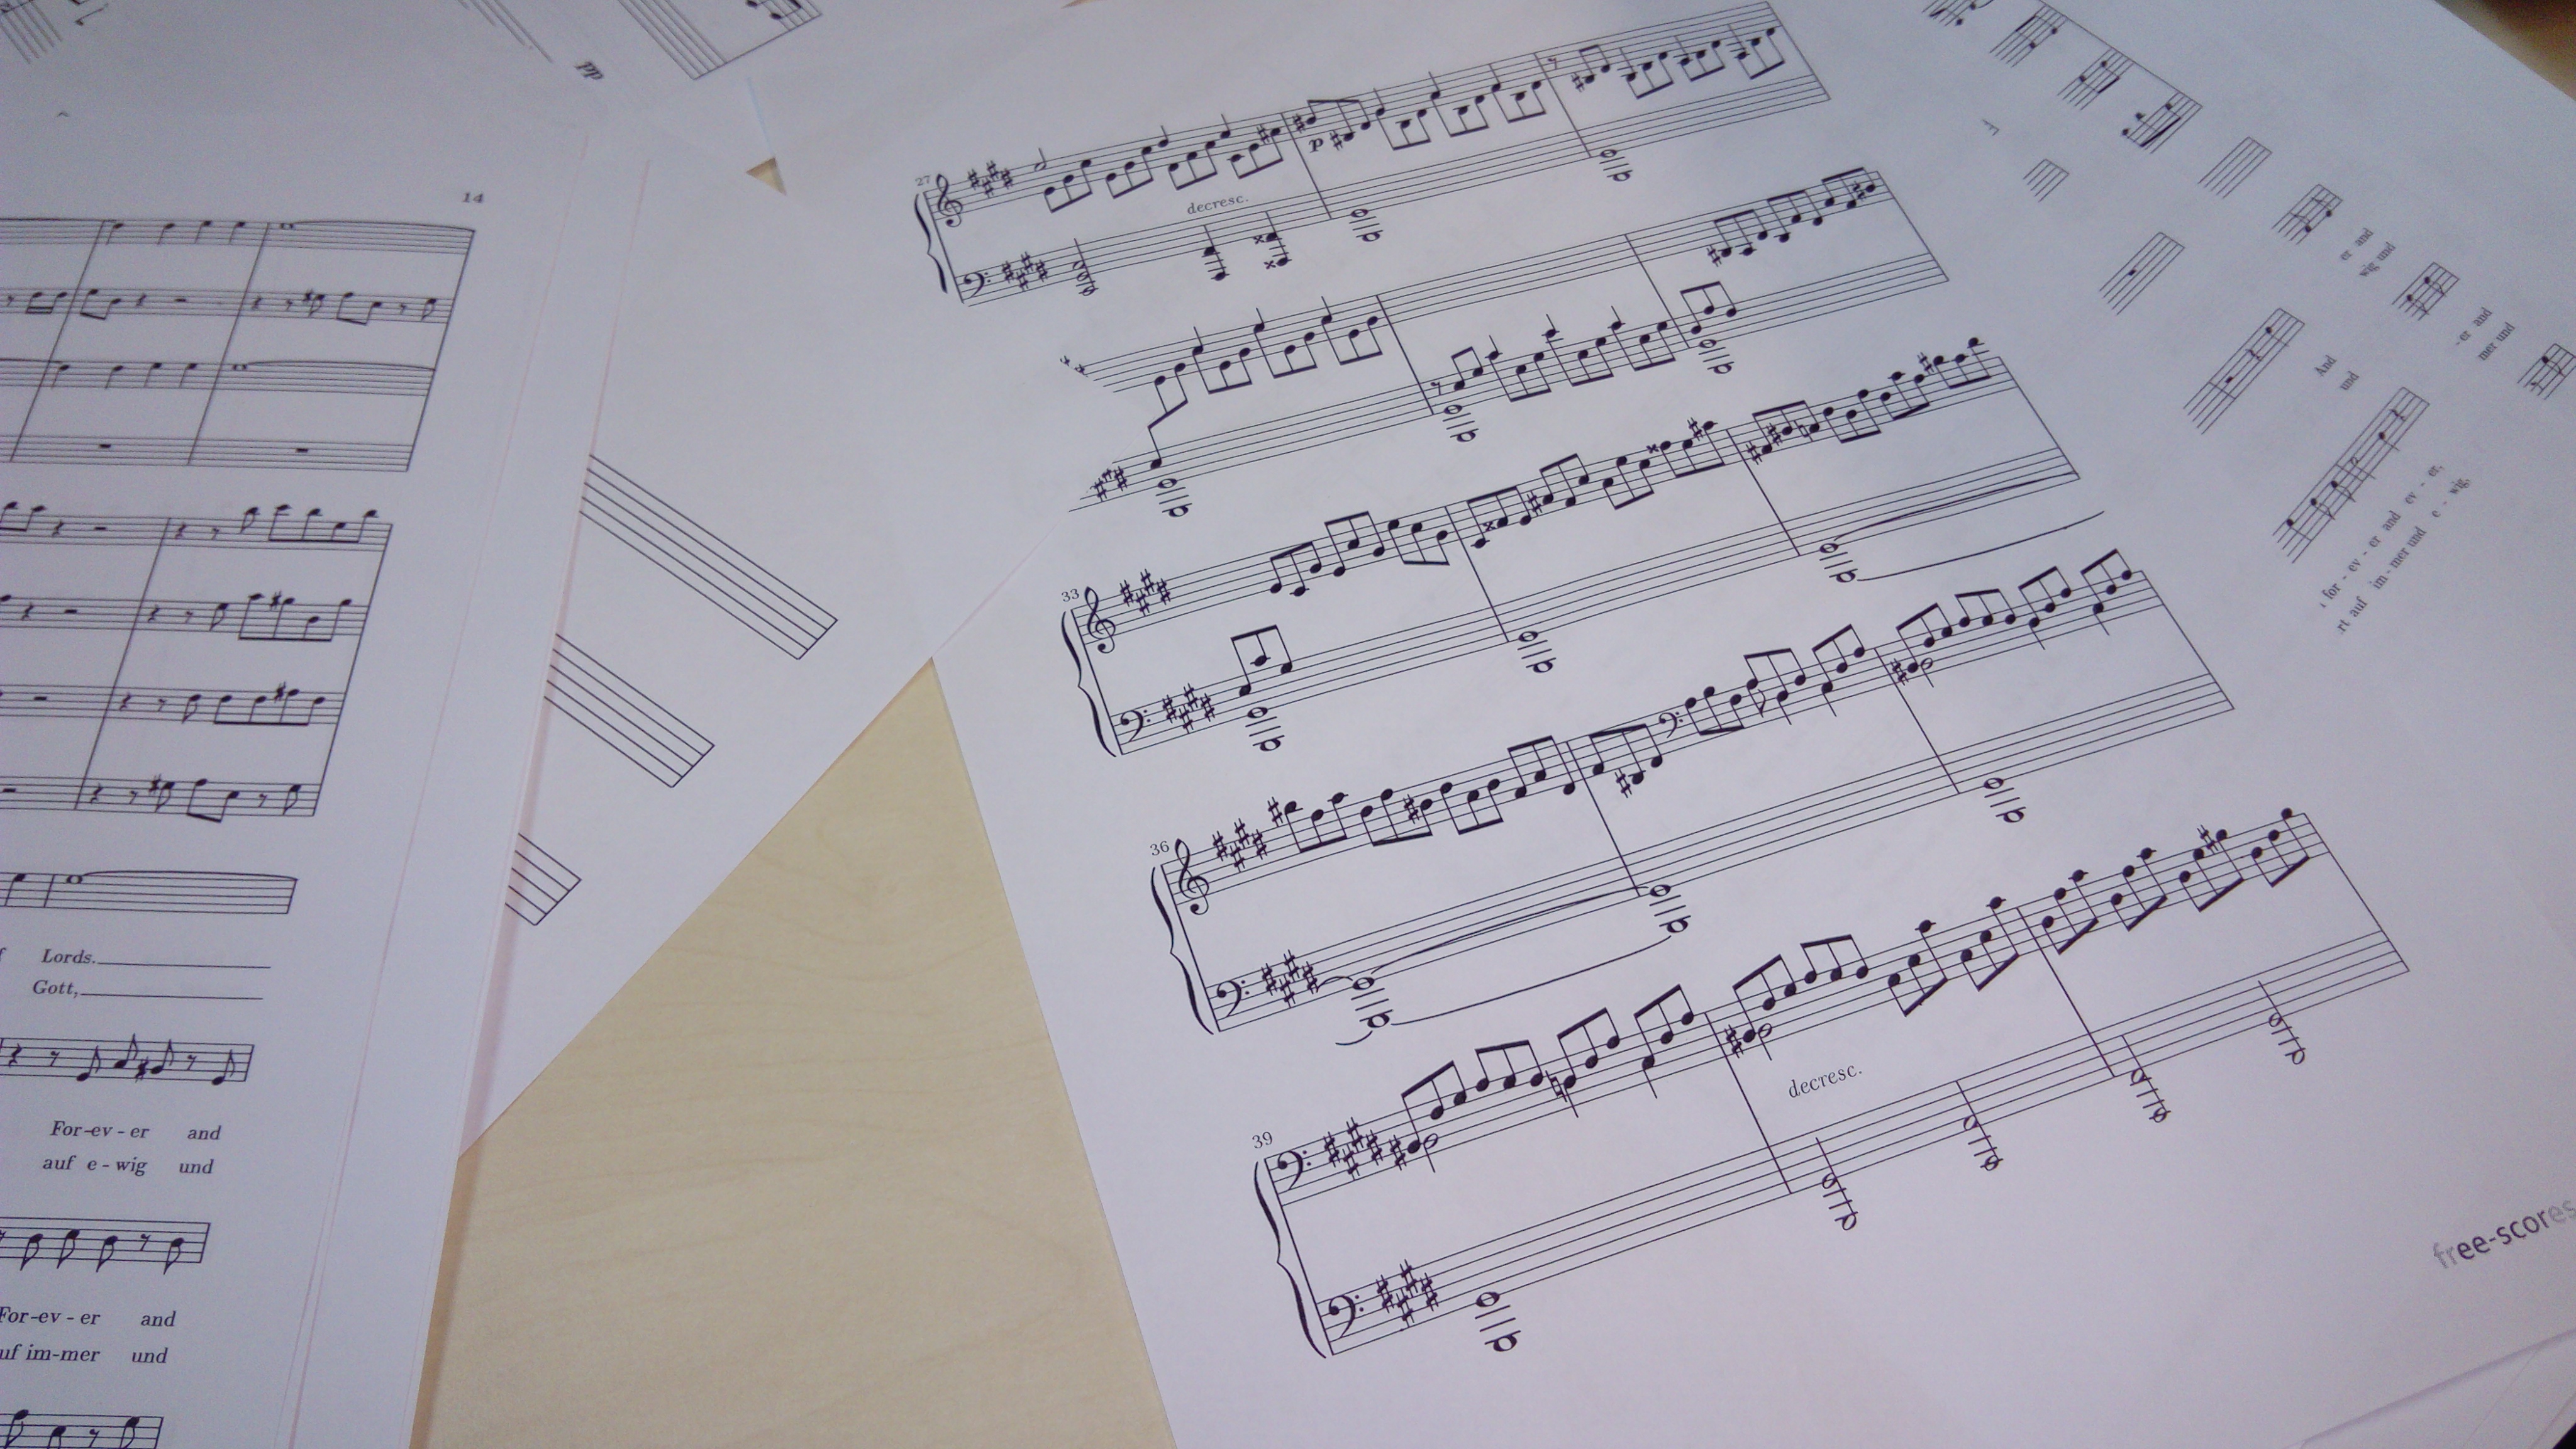 14
Lords.
Gott,
For-ev - er and
auf e - wig und
For-ev - er and
uf im-mer und
pp
27
decresc.
p
33
36
39
decresc.
free-scores
er and
wig und
- er and
mer und
And
und
for - ev - er and ev - er,
rt auf im - mer und e - wig,